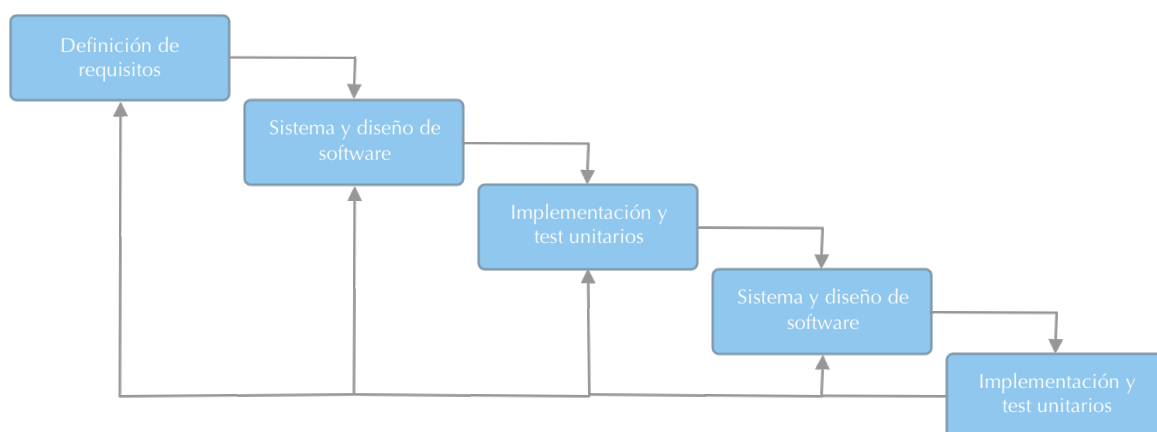 Definición de
requisitos
Sistema y diseño de
software
Implementación y
test unitarios
Sistema y diseño de
software
Implementación y
test unitarios